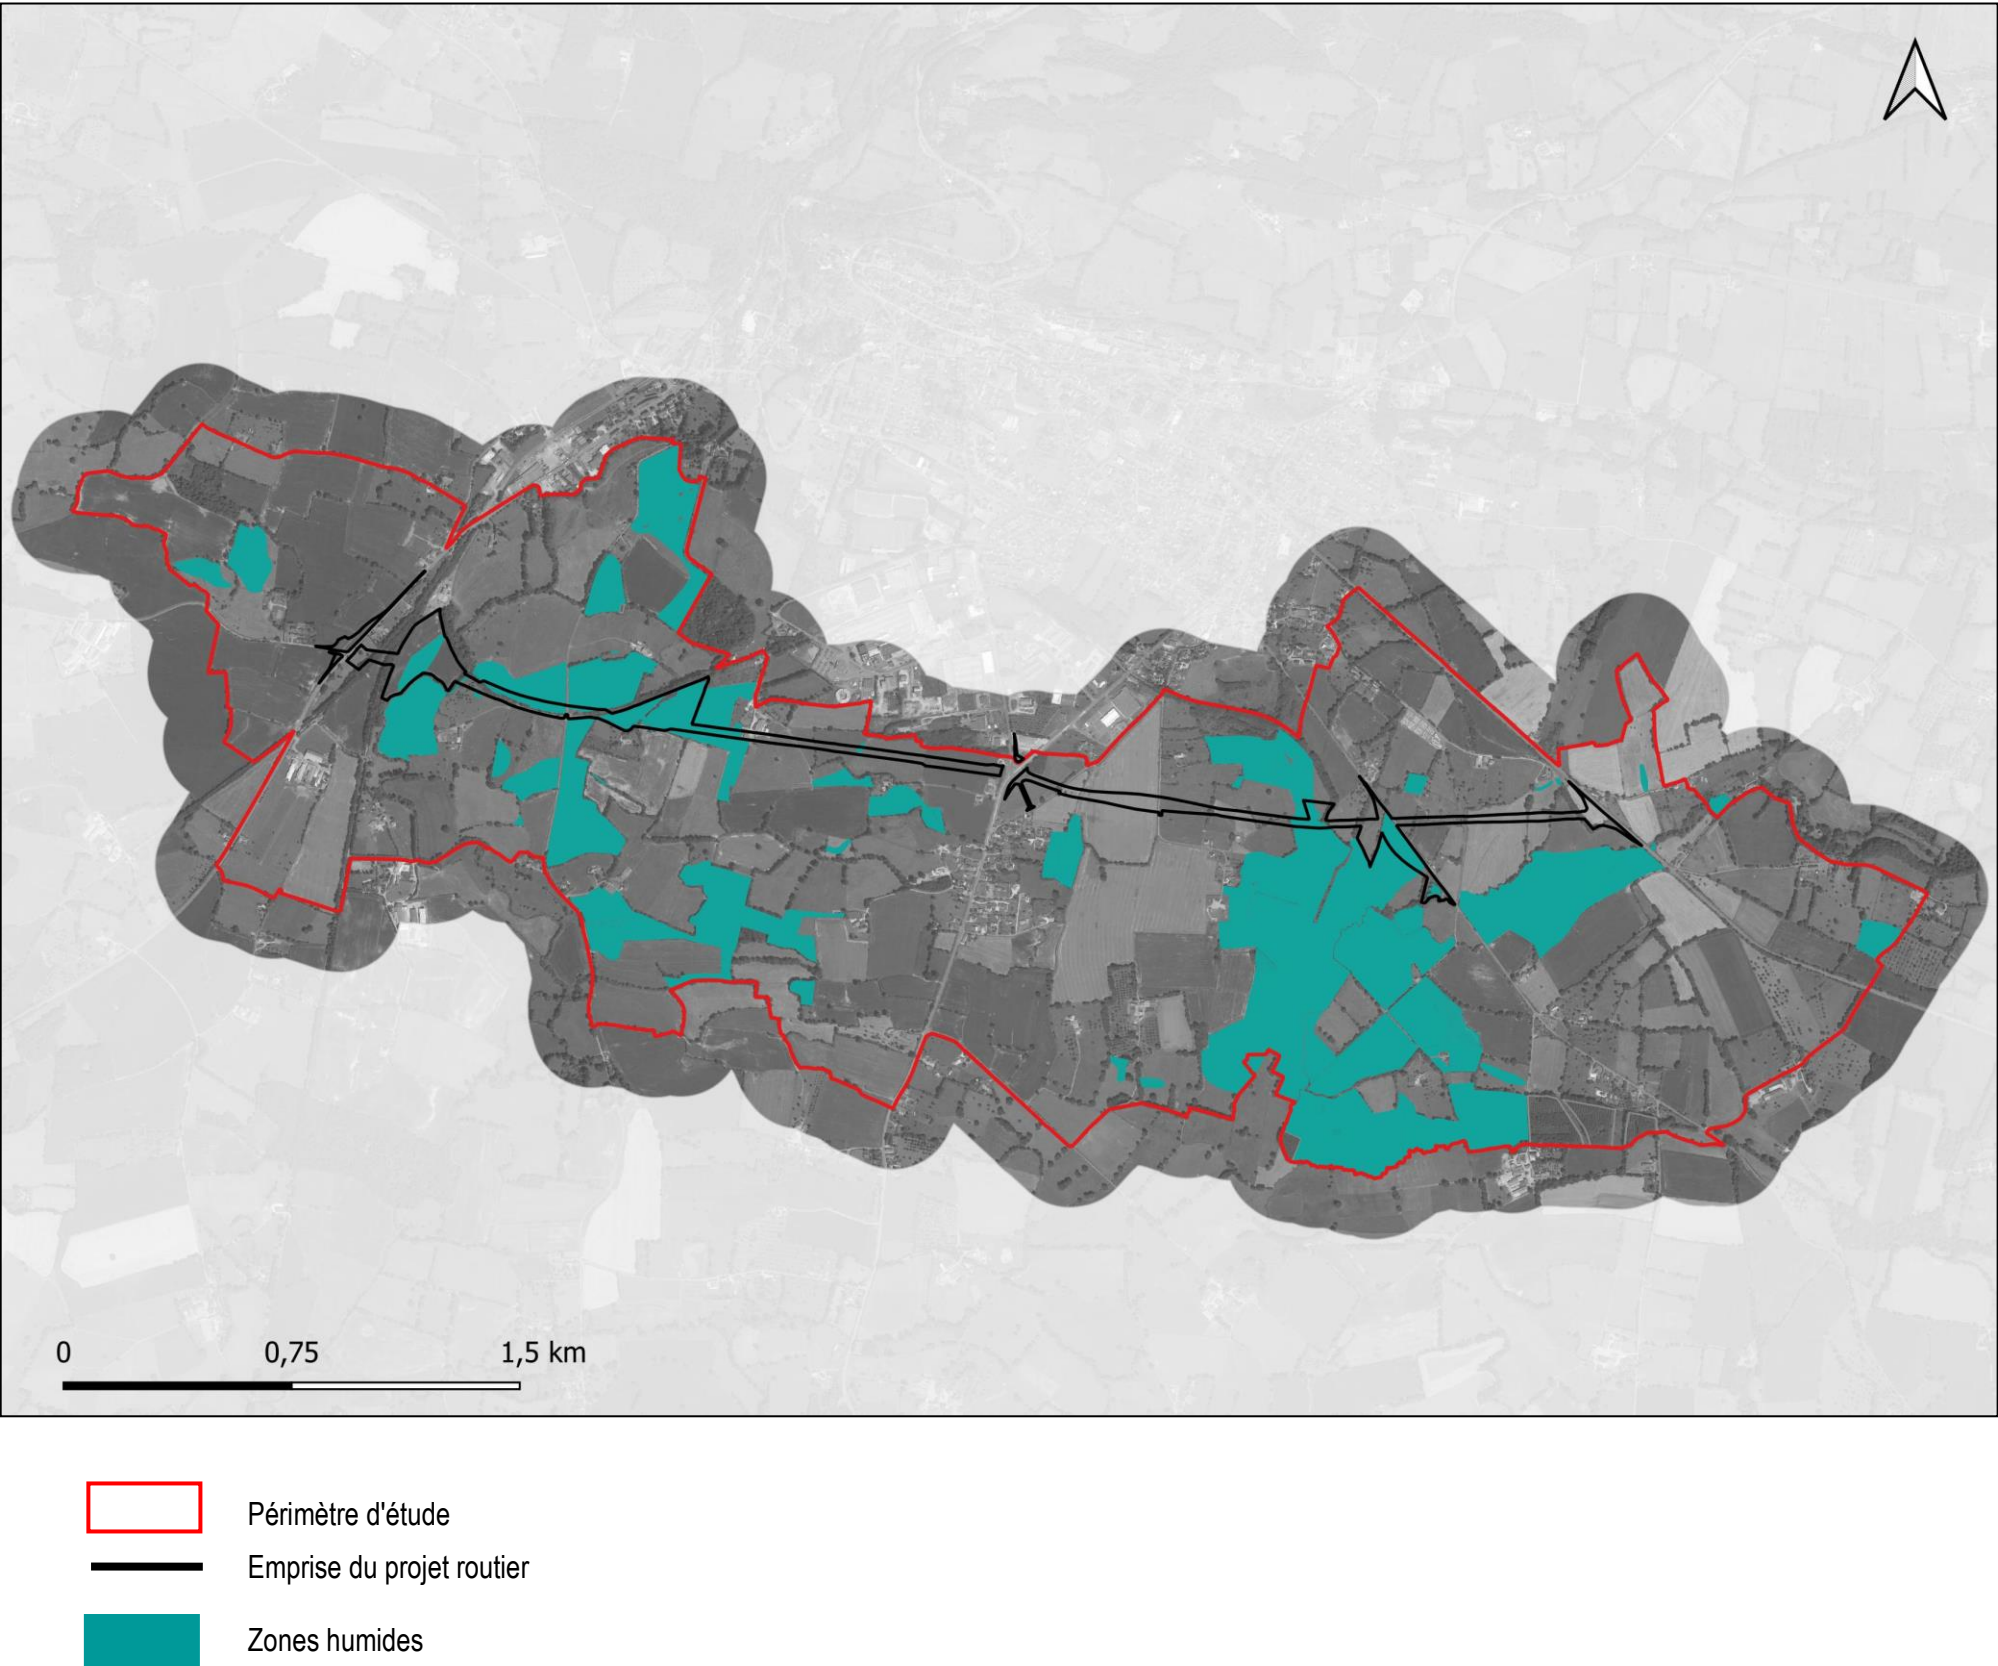 0 0,75 1,5 km
Périmètre d'étude
Emprise du projet routier
Zones humides